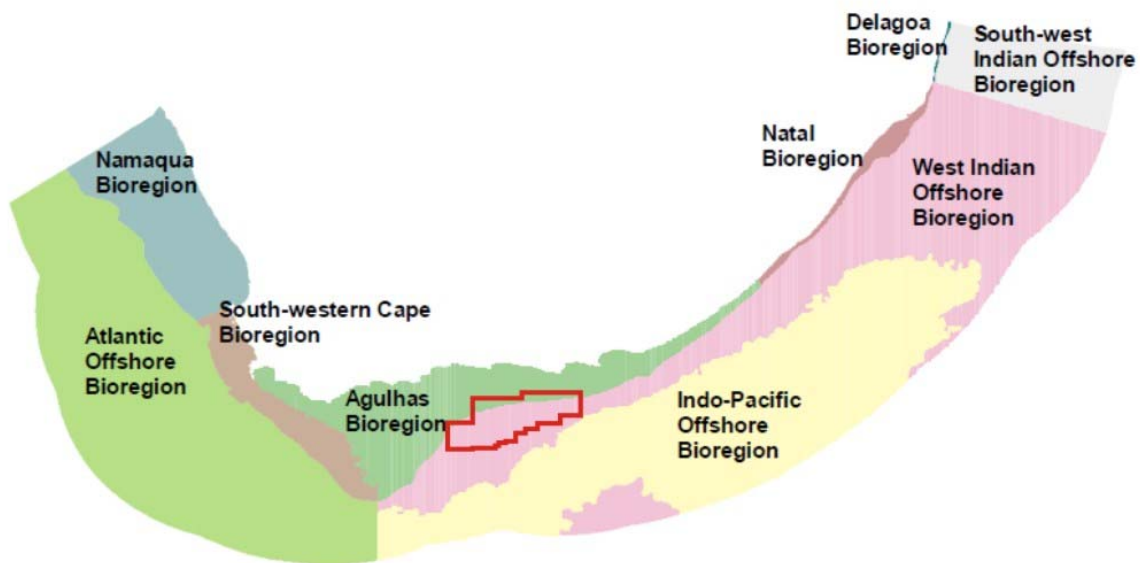 Delagoa
Bioregion
South-west
Indian Offshore
Bioregion
Natal
Bioregion
Namaqua
Bioregion
West Indian
Offshore
Bioregion
South-western Cape
Bioregion
Atlantic
Offshore
Bioregion
Agulhas
Bioregion
Indo-Pacific
Offshore
Bioregion